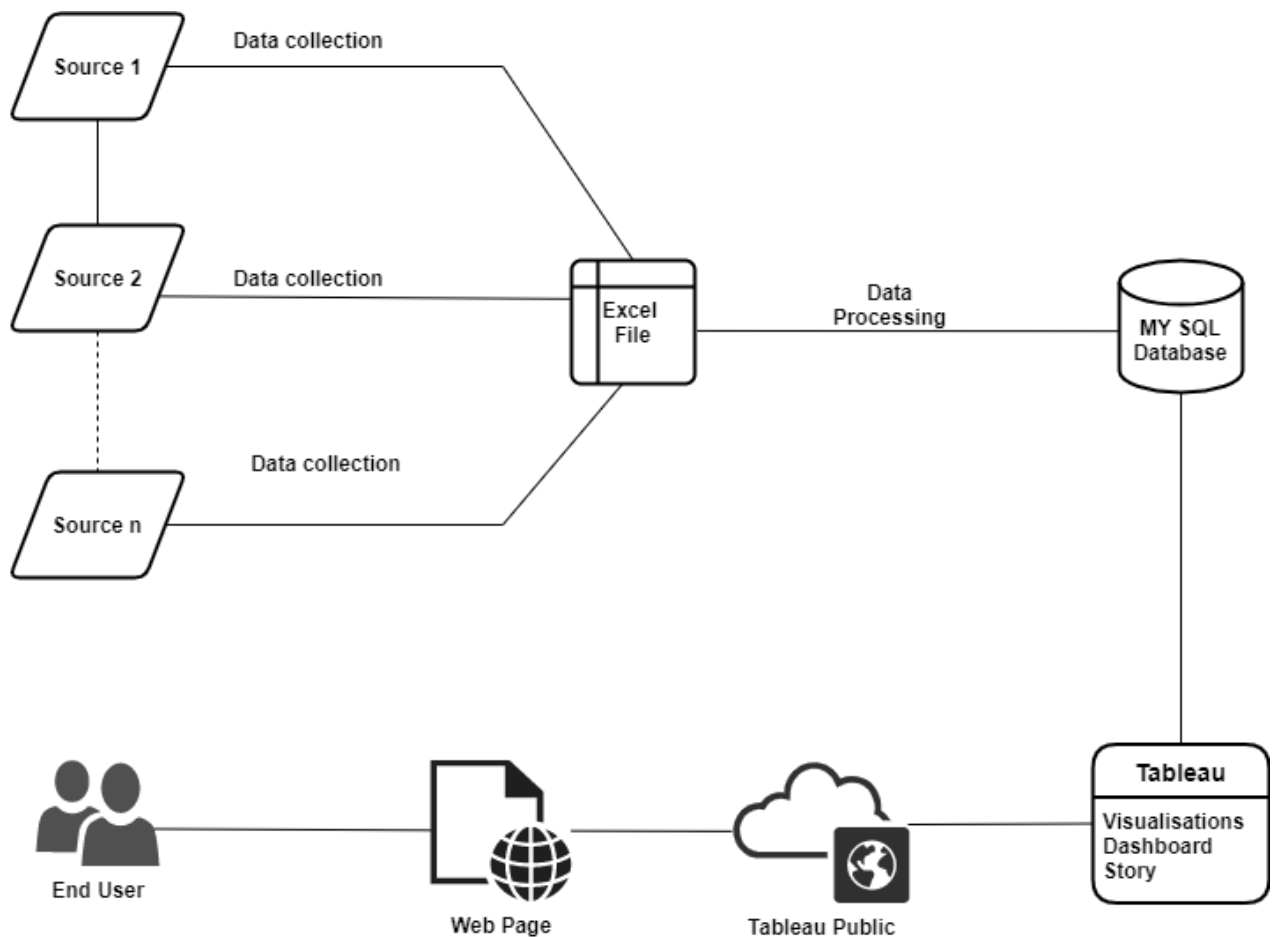 Data collection
Source 1
Source 2
Data collection
Excel
File
Data
Processing
MY SQL
Database
Data collection
Source n
Tableau
Visualisations
Dashboard
Story
End User
Web Page
Tableau Public